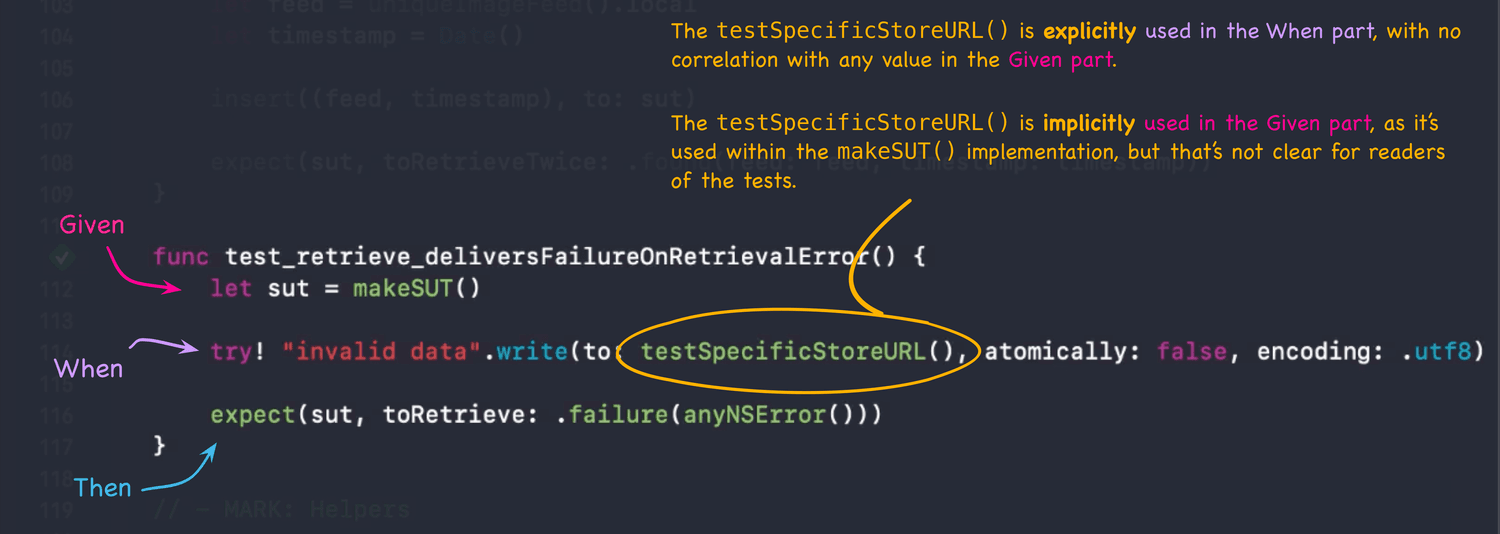 103 let feed = uniqueImageFeed().local
The testSpecificStoreURL() is explicitly used in the When part, with no
104 let timestamp = Date()
correlation with any value in the Given part.
105
106 insert((feed, timestamp), to: sut)
The testSpecificStoreURL() is implicitly used in the Given part, as it's
107
used within the makeSUT() implementation, but that's not clear for readers
108 expect(sut, toRetrieveTwice: .found(feed: feed, timestamp: timestamp))
of the tests.
109 }
Given
func test_retrieve_deliversFailureOnRetrievalError() {
112 let sut = makeSUT()
113
When
114 try! "invalid data".write(to: testSpecificStoreURL(), atomically: false, encoding: .utf8)
115
116 expect(sut, toRetrieve: .failure(anyNSError()))
117 }
118
Then
119 // - MARK: Helpers